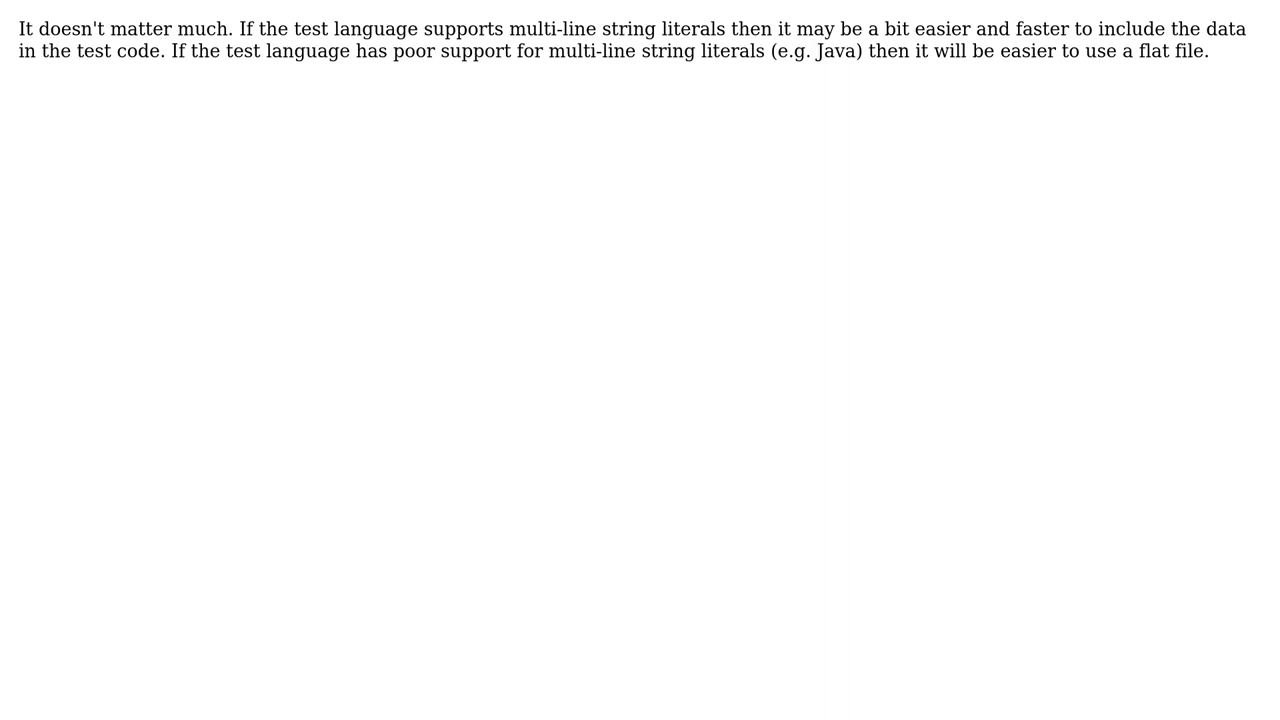 It doesn't matter much. If the test language supports multi-line string literals then it may be a bit easier and faster to include the data
in the test code. If the test language has poor support for multi-line string literals (e.g. Java) then it will be easier to use a flat file.